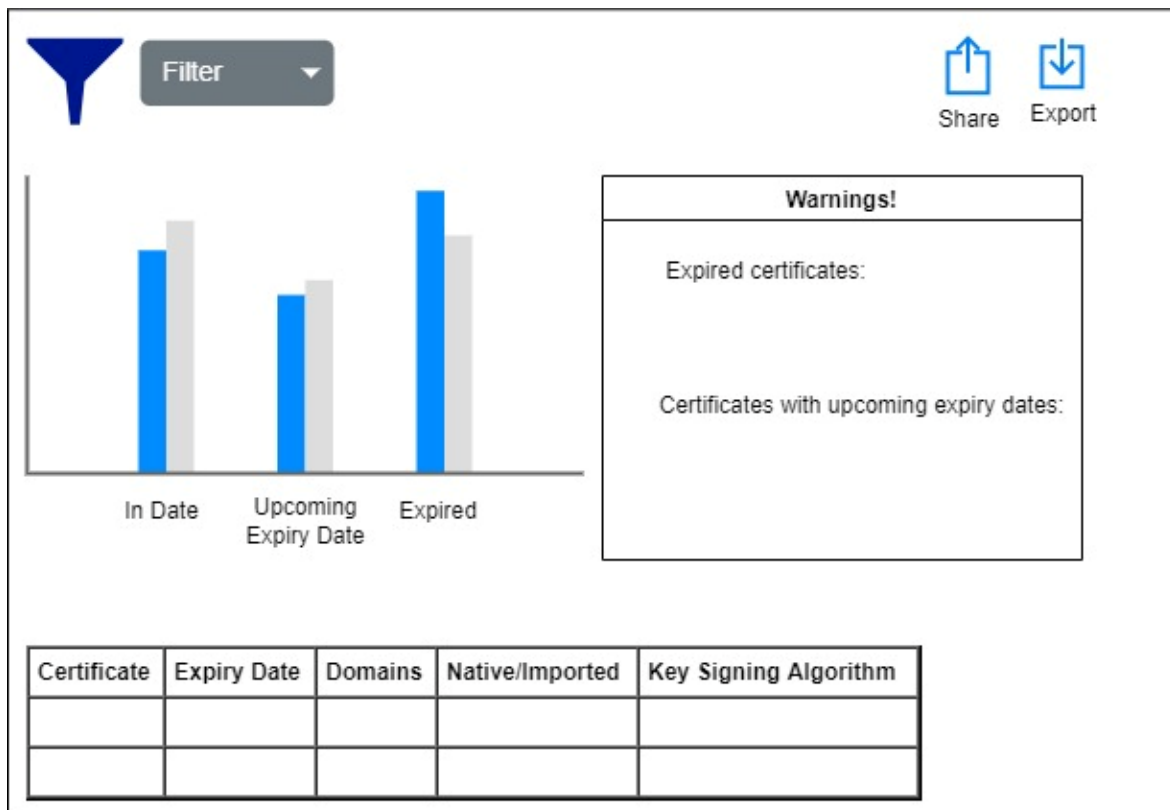 Filter
Share
Export
Warnings!
Expired certificates:
Certificates with upcoming expiry dates:
In Date
Upcoming
Expiry Date
Expired
Certificate Expiry Date Domains Native/Imported Key Signing Algorithm